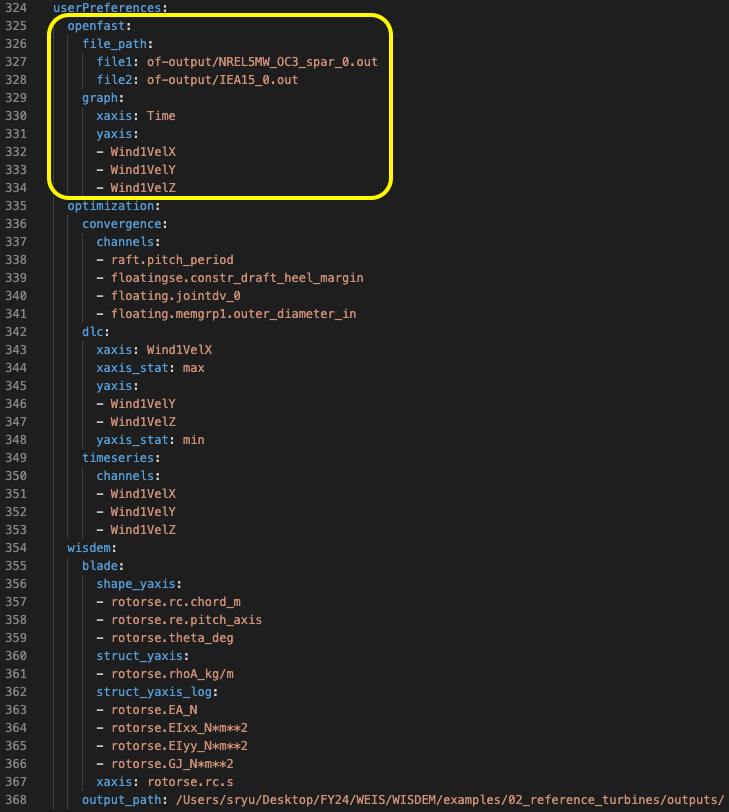 324 userPreferences:
325 openfast:
326 file_path:
327 file1: of-output/NREL5MW_OC3_spar_0.out
328 file2: of-output/IEA15_0.out
329 graph:
330 xaxis: Time
331 yaxis:
332 - Wind1VelX
333 - Wind1VelY
334 - Wind1VelZ
335 optimization:
336 convergence:
337 channels:
338 - raft.pitch_period
339 - floatingse.constr_draft_heel_margin
340 - floating.jointdv_0
341 - floating.memgrp1.outer_diameter_in
342 dlc:
343 xaxis: Wind1VelX
344 xaxis_stat: max
345 yaxis:
346 - Wind1VelY
347 - Wind1VelZ
348 yaxis_stat: min
349 timeseries:
350 channels:
351 - Wind1VelX
352 - Wind1VelY
353 - Wind1VelZ
354 wisdem:
355 blade:
356 shape_yaxis:
357 - rotorse.rc.chord_m
358 - rotorse.re.pitch_axis
359 - rotorse.theta_deg
360 struct_yaxis:
361 - rotorse.rhoA_kg/m
362 struct_yaxis_log:
363 - rotorse.EA_N
364 - rotorse.EIxx_N*m**2
365 - rotorse.EIyy_N*m**2
366 - rotorse.GJ_N*m**2
367 xaxis: rotorse.rc.s
368 output_path: /Users/sryu/Desktop/FY24/WEIS/WISDEM/examples/02_reference_turbines/outputs/